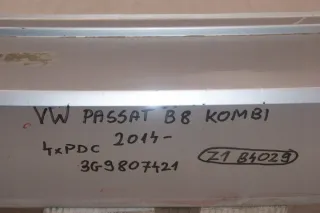 VW PASSAT B8 KOMBI
2014-
4xPDC
3G9807421
Z1 84029